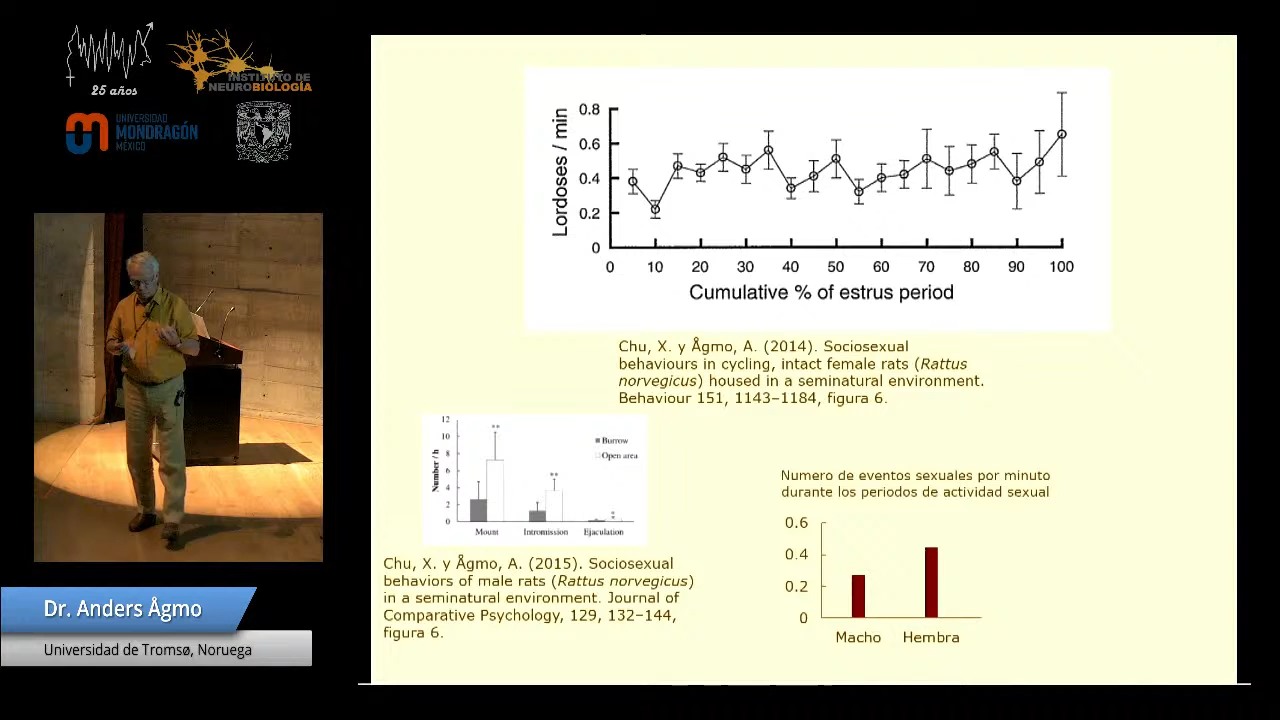 25 años
INSTITUTO DE
NEUROBIOLOGÍA
UNIVERSIDAD
MONDRAGÓN
MÉXICO
0.8
0.6
0.4
0.2
0
Lordoses / min
0 10 20 30 40 50 60 70 80 90 100
Cumulative % of estrus period
Chu, X. y Ågmo, A. (2014). Sociosexual
behaviours in cycling, intact female rats (Rattus
norvegicus) housed in a seminatural environment.
Behaviour 151, 1143–1184, figura 6.
12
10
8
6
4
2
0
Number / h
**
**
*
*
Burrow
Open area
Mount Intromission Ejaculation
Chu, X. y Ågmo, A. (2015). Sociosexual
behaviors of male rats (Rattus norvegicus)
in a seminatural environment. Journal of
Comparative Psychology, 129, 132–144,
figura 6.
Numero de eventos sexuales por minuto
durante los periodos de actividad sexual
0.6
0.4
0.2
0
Macho Hembra
Dr. Anders Ågmo
Universidad de Tromsø, Noruega